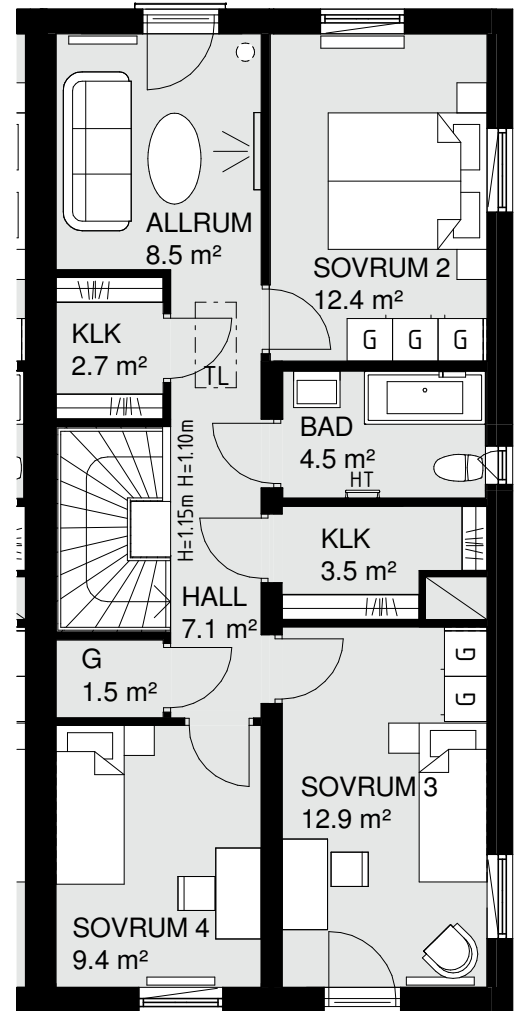 ALLRUM
8.5 m²
SOVRUM 2
12.4 m²
G G G
KLK
2.7 m²
TL
BAD
4.5 m²
HT
H=1.15m H=1.10m
KLK
3.5 m²
HALL
7.1 m²
G
1.5 m²
G
G
SOVRUM 3
12.9 m²
SOVRUM 4
9.4 m²